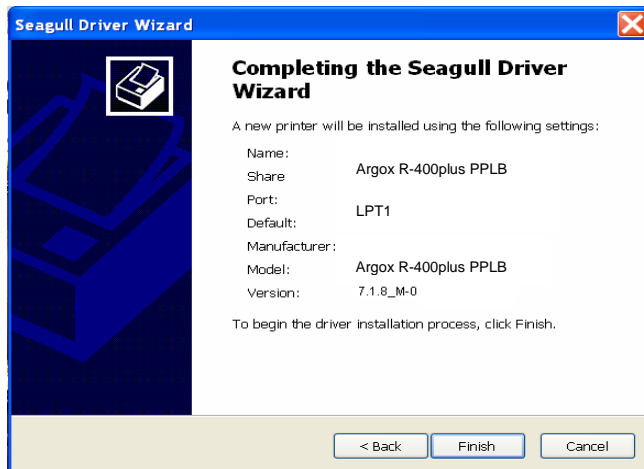 Seagull Driver Wizard
Completing the Seagull Driver
Wizard
A new printer will be installed using the following settings:
Name:
Argox R-400plus PPLB
Share
Port:
LPT1
Default:
Manufacturer:
Model: Argox R-400plus PPLB
Version: 7.1.8_M-0
To begin the driver installation process, click Finish.
< Back Finish Cancel